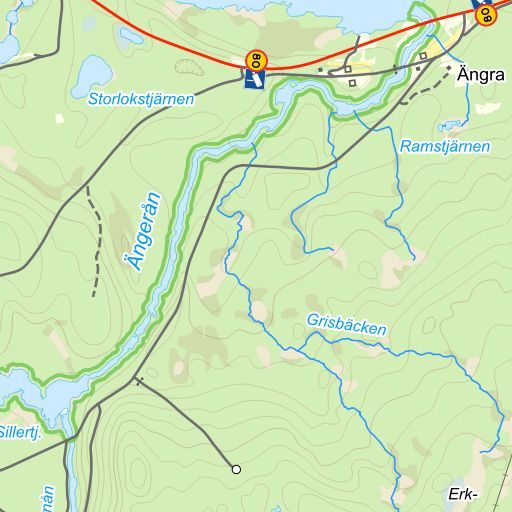 80
80
Ängra
Storlokstjärnen
Ramstjärnen
Ängerån
Grisbäcken
Sillertj.
Erk-